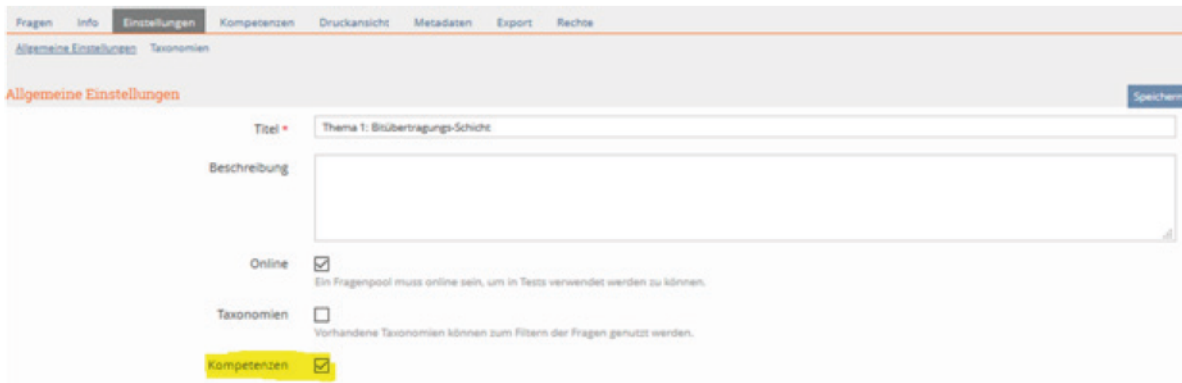 Fragen Info Einstellungen Kompetenzen Druckansicht Metadaten Export Rechte
Allgemeine Einstellungen Taxonomien
Allgemeine Einstellungen Speichern
Titel * Thema 1: Bitübertragungs-Schicht
Beschreibung
Online
Ein Fragenpool muss online sein, um in Tests verwendet werden zu können.
Taxonomien
Vorhandene Taxonomien können zum Filtern der Fragen genutzt werden.
Kompetenzen